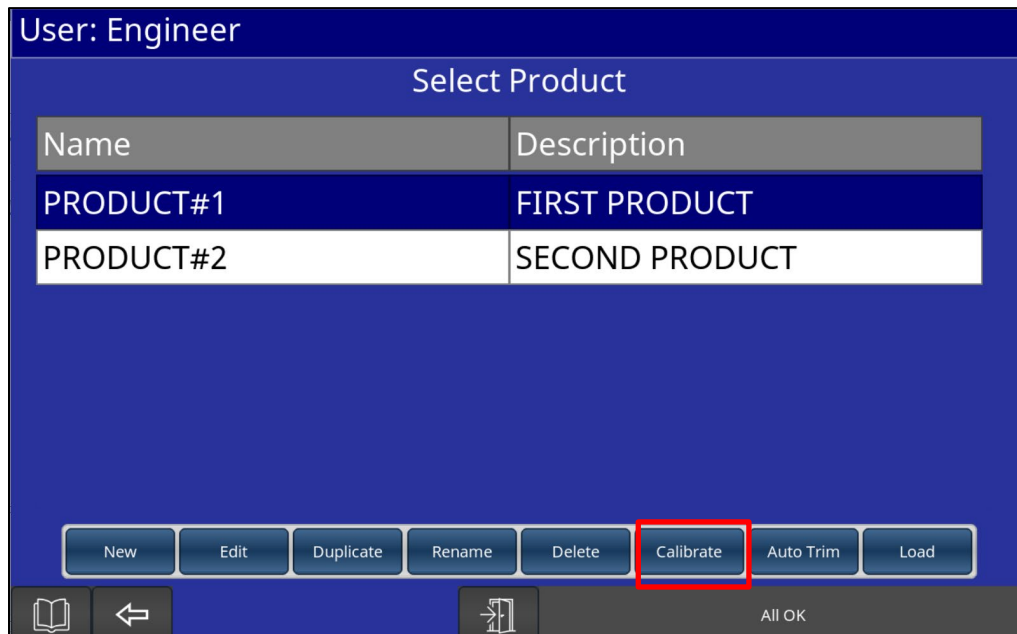 User: Engineer
Select Product
Name Description
PRODUCT#1 FIRST PRODUCT
PRODUCT#2 SECOND PRODUCT
New Edit Duplicate Rename Delete Calibrate Auto Trim Load
All OK